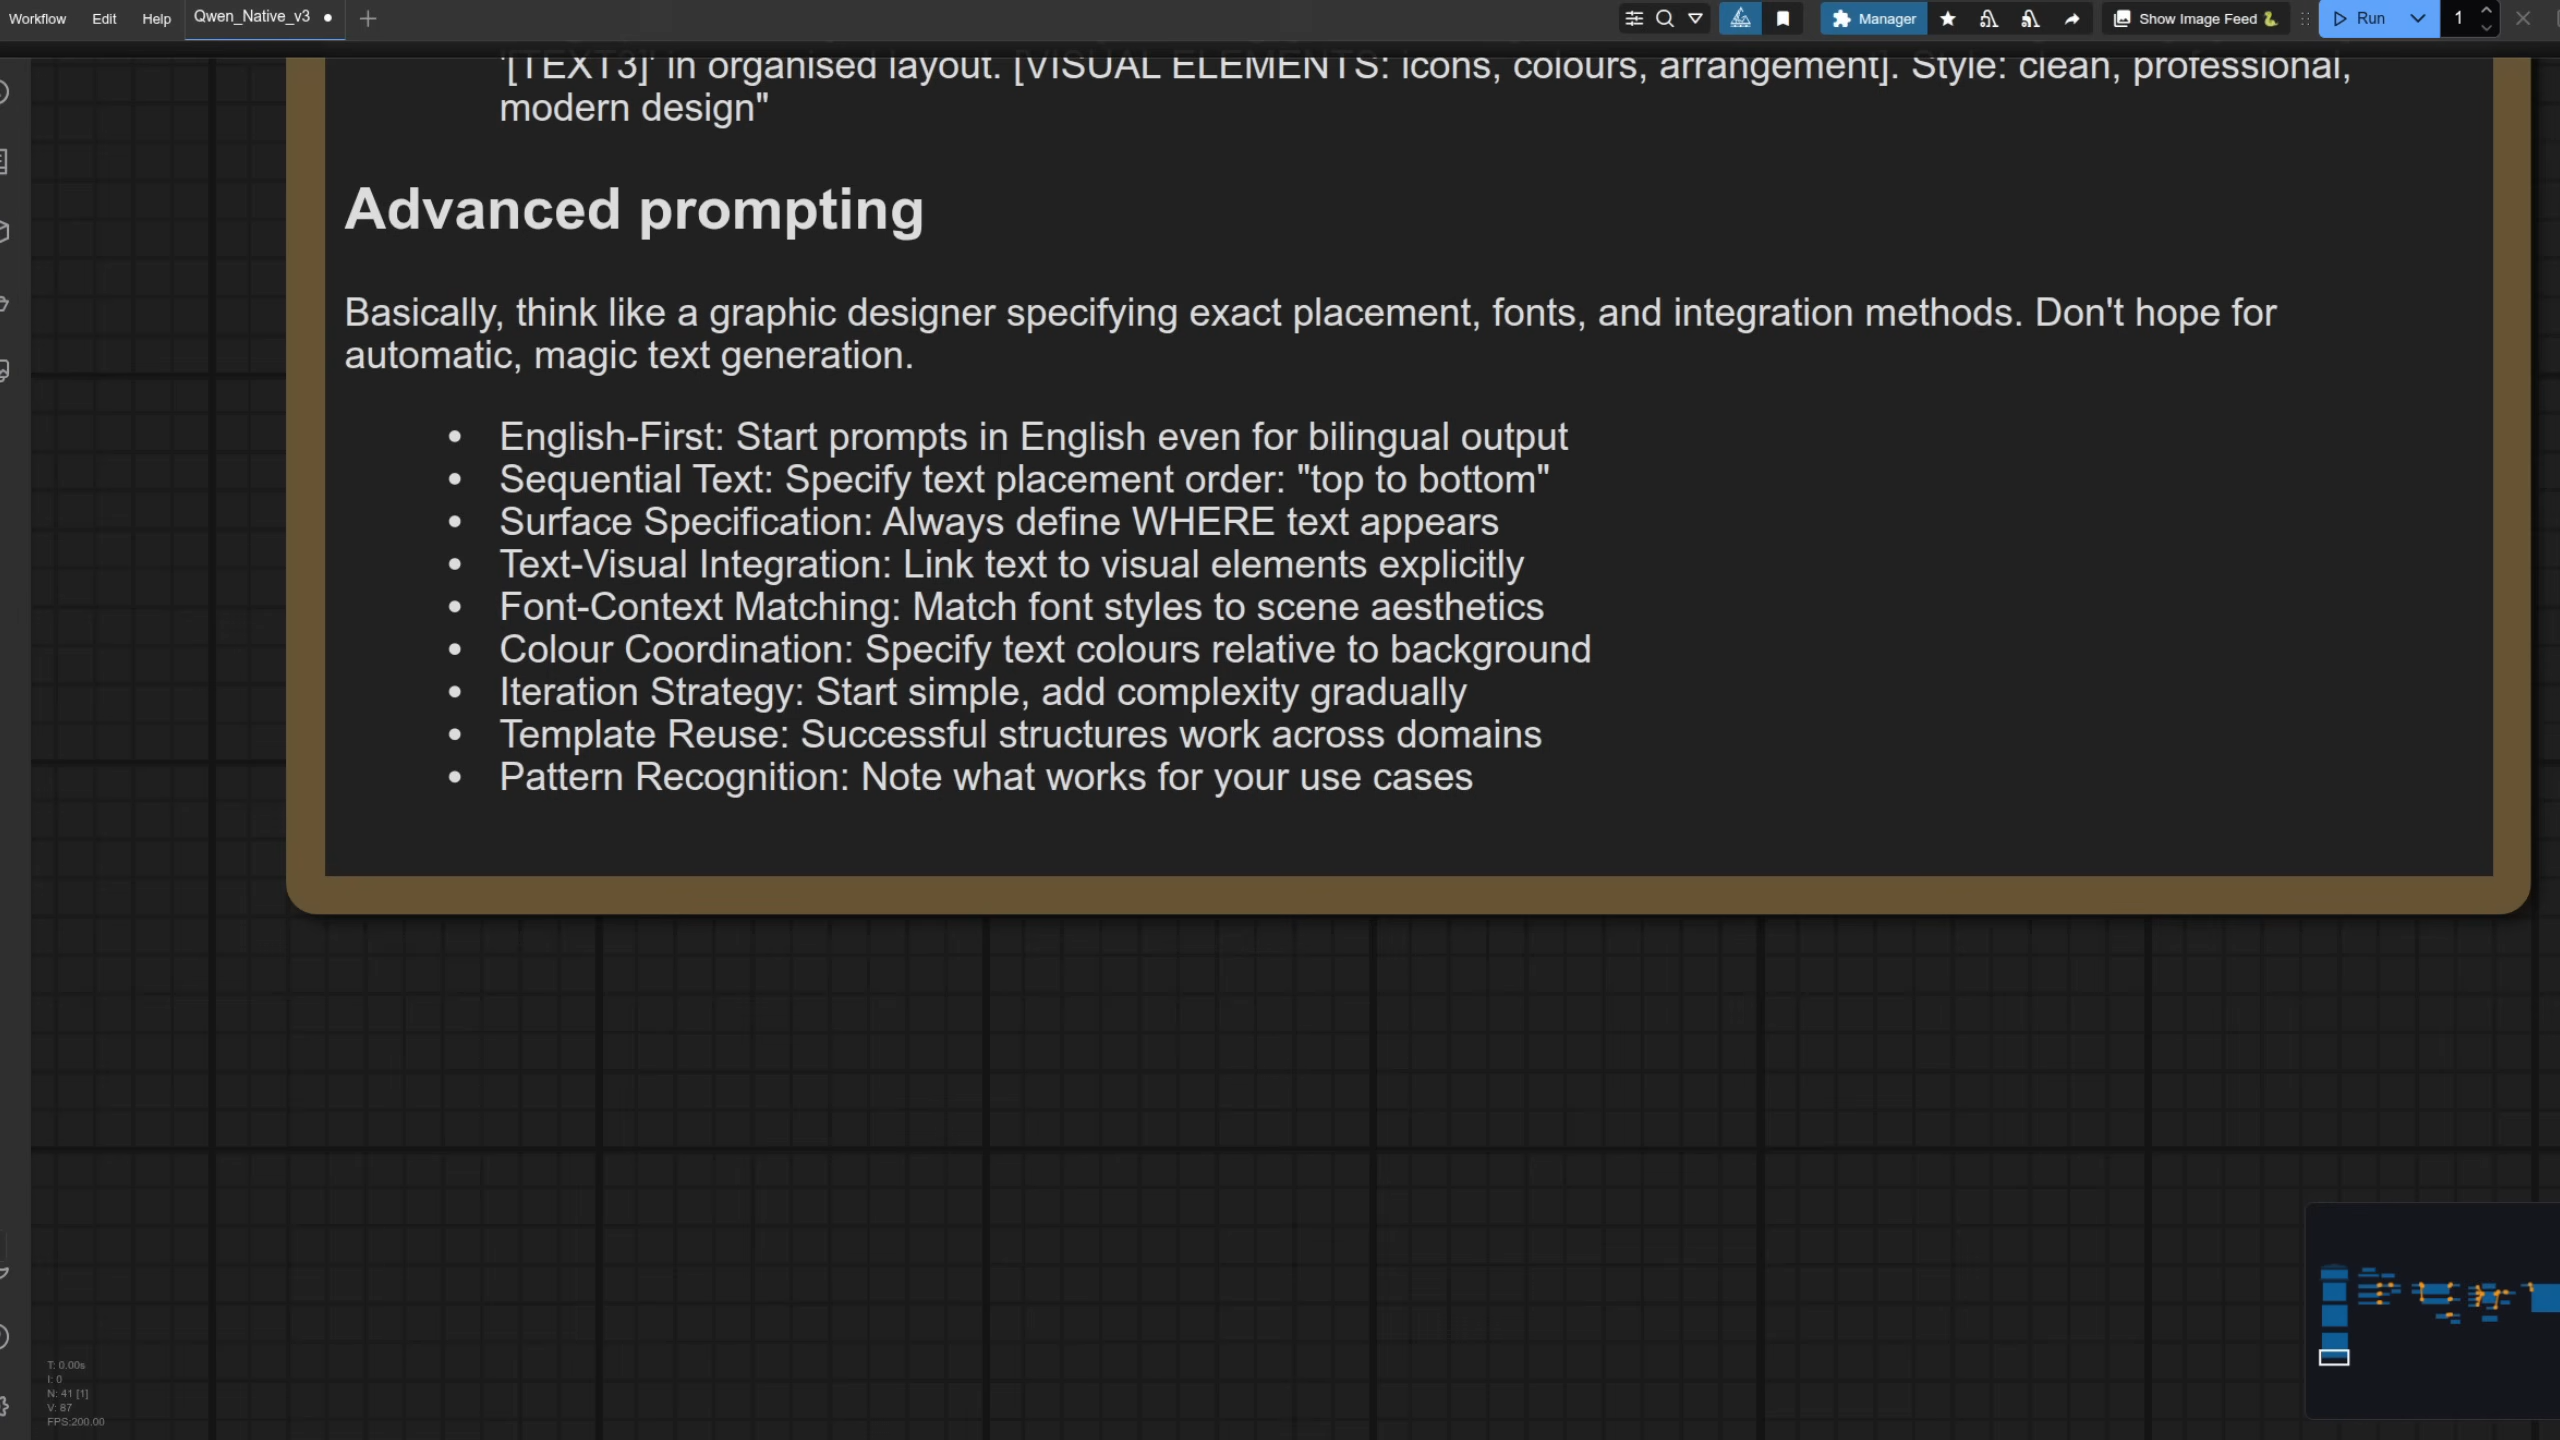 Workflow Edit Help Qwen_Native_v3 Manager Show Image Feed Run 1
'[TEXT3]' in organised layout. [VISUAL ELEMENTS: icons, colours, arrangement]. Style: clean, professional,
modern design"
Advanced prompting
Basically, think like a graphic designer specifying exact placement, fonts, and integration methods. Don't hope for
automatic, magic text generation.
• English-First: Start prompts in English even for bilingual output
• Sequential Text: Specify text placement order: "top to bottom"
• Surface Specification: Always define WHERE text appears
• Text-Visual Integration: Link text to visual elements explicitly
• Font-Context Matching: Match font styles to scene aesthetics
• Colour Coordination: Specify text colours relative to background
• Iteration Strategy: Start simple, add complexity gradually
• Template Reuse: Successful structures work across domains
• Pattern Recognition: Note what works for your use cases
T: 0.00s
I: 0
N: 41 [1]
V: 87
FPS:200.00